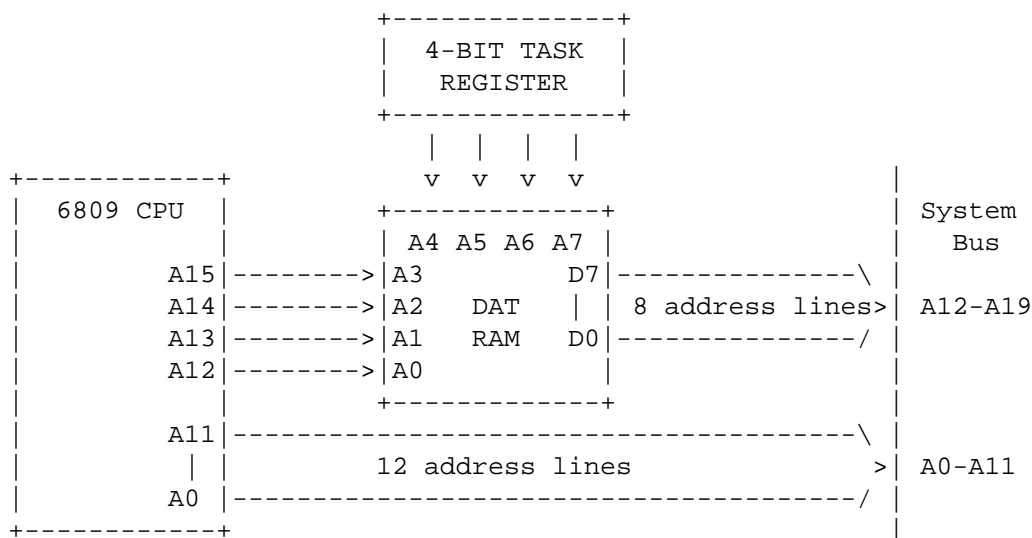 4-BIT TASK
REGISTER
6809 CPU
System
A4 A5 A6 A7
Bus
A15 A3 D7
A14 A2 DAT 8 address lines A12-A19
A13 A1 RAM D0
A12 A0
A11
12 address lines A0-A11
A0